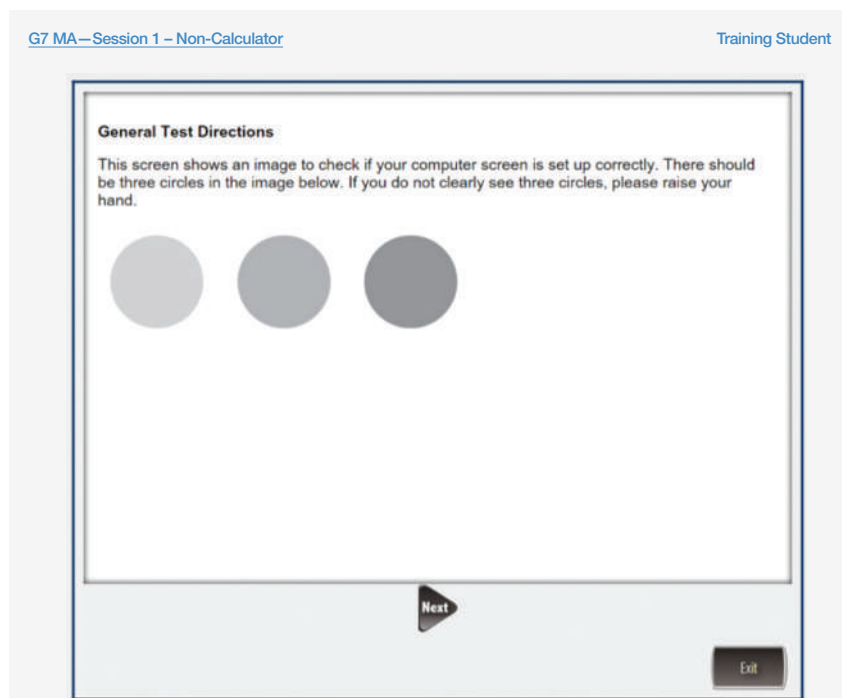 G7 MA—Session 1 – Non-Calculator
Training Student
General Test Directions
This screen shows an image to check if your computer screen is set up correctly. There should
be three circles in the image below. If you do not clearly see three circles, please raise your
hand.
Next
Exit